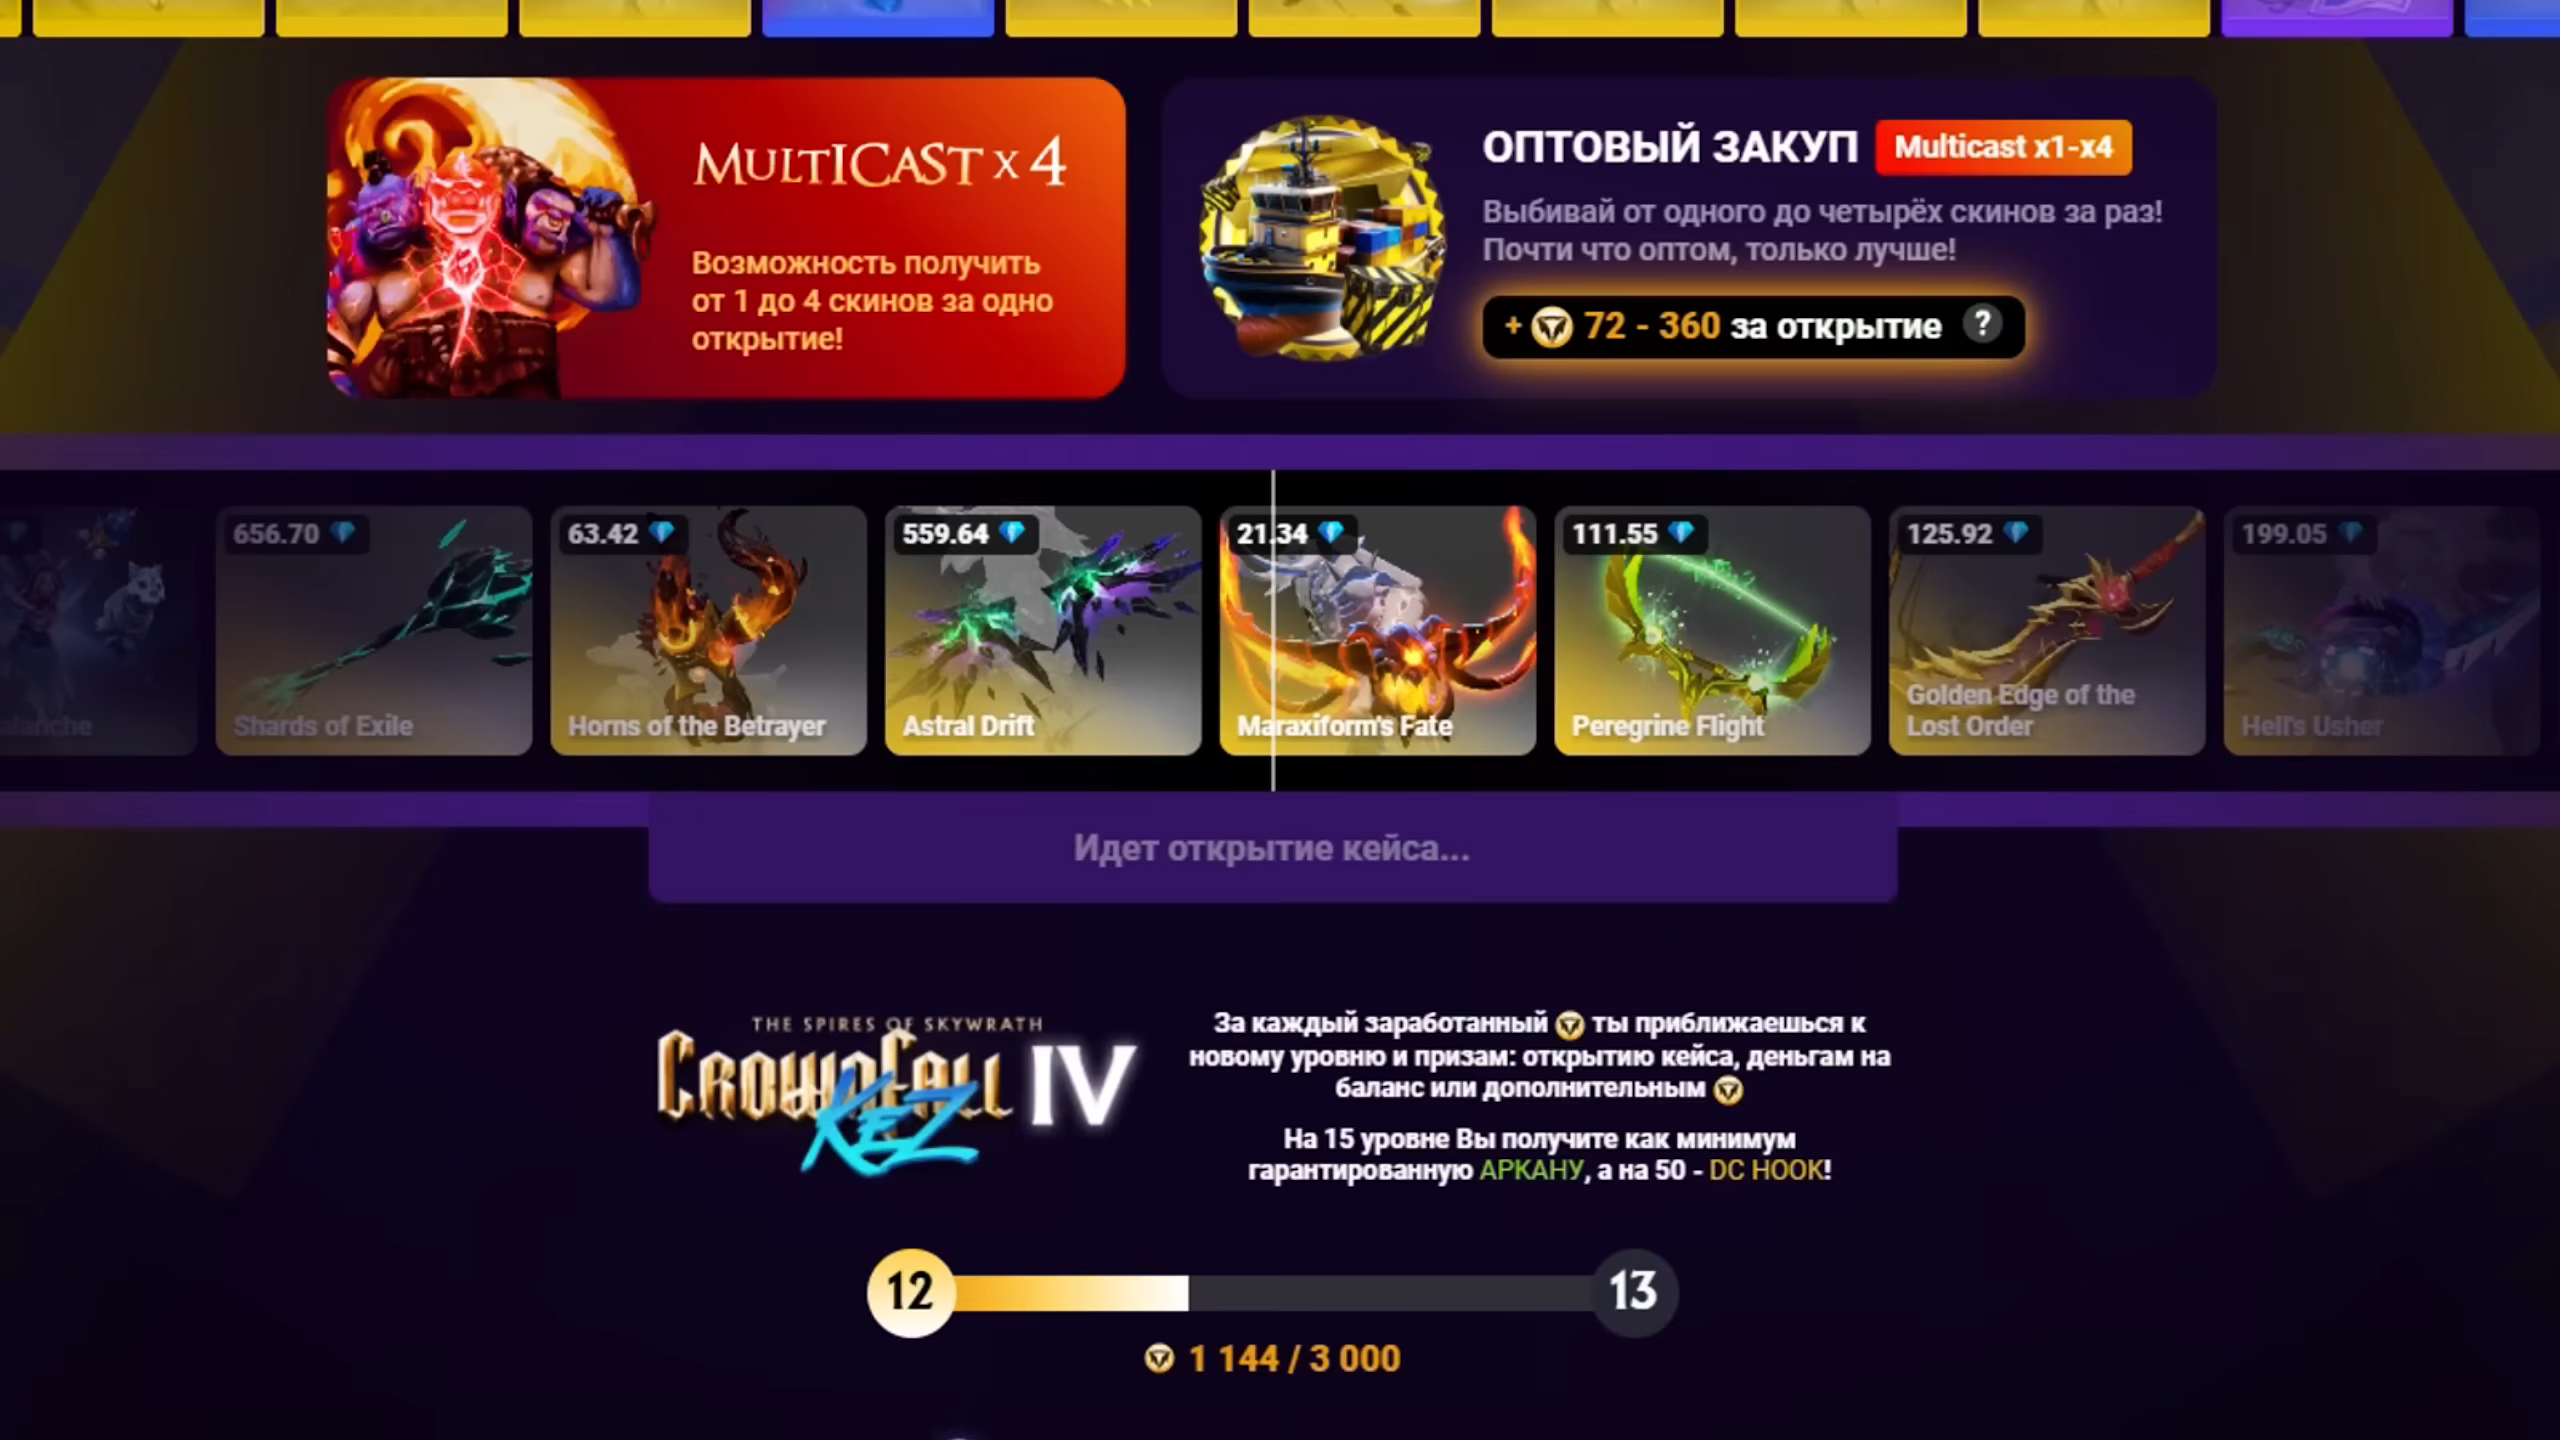 MULTICAST x 4
Возможность получить
от 1 до 4 скинов за одно
открытие!
ОПТОВЫЙ ЗАКУП Multicast x1-x4
Выбивай от одного до четырёх скинов за раз!
Почти что оптом, только лучше!
+ 72 - 360 за открытие ?
656.70
63.42
559.64
21.34
111.55
125.92
199.05
Shards of Exile
Horns of the Betrayer
Astral Drift
Maraxiform's Fate
Peregrine Flight
Golden Edge of the
Lost Order
Hell's Usher
Идет открытие кейса...
THE SPIRES OF SKYWRATH
CROWNFALL IV
KEZ
За каждый заработанный ты приближаешься к
новому уровню и призам: открытию кейса, деньгам на
баланс или дополнительным
На 15 уровне Вы получите как минимум
гарантированную АРКАНУ, а на 50 - DC HOOK!
12
13
1 144 / 3 000